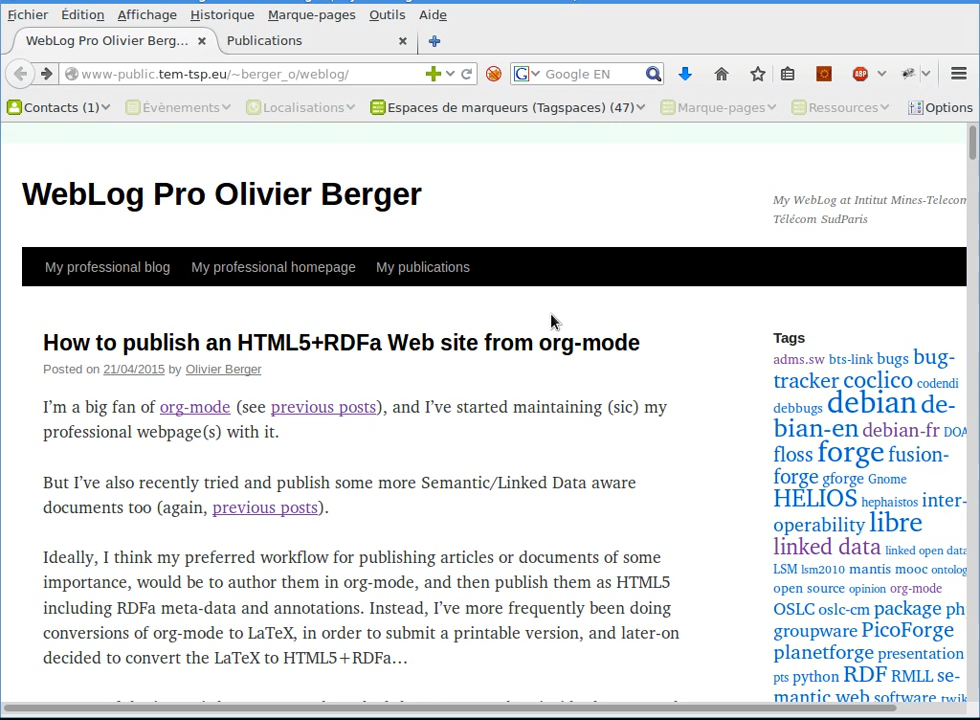 Fichier Édition Affichage Historique Marque-pages Outils Aide
WebLog Pro Olivier Berg... × Publications ×
www-public.tem-tsp.eu/~berger_o/weblog/ Google EN ABP
Contacts (1) Évènements Localisations Espaces de marqueurs (Tagspaces) (47) Marque-pages Ressources Options
WebLog Pro Olivier Berger
My WebLog at Intitut Mines-Telecom
Télécom SudParis
My professional blog My professional homepage My publications
How to publish an HTML5+RDFa Web site from org-mode
Posted on 21/04/2015 by Olivier Berger
I'm a big fan of org-mode (see previous posts), and I've started maintaining (sic) my
professional webpage(s) with it.
But I've also recently tried and publish some more Semantic/Linked Data aware
documents too (again, previous posts).
Ideally, I think my preferred workflow for publishing articles or documents of some
importance, would be to author them in org-mode, and then publish them as HTML5
including RDFa meta-data and annotations. Instead, I've more frequently been doing
conversions of org-mode to LaTeX, in order to submit a printable version, and later-on
decided to convert the LaTeX to HTML5+RDFa...
Tags
adms.sw bts-link bugs bug-
tracker coclico codendi
debbugs debian de-
bian-en debian-fr DOA
floss forge fusion-
forge gforge Gnome
HELIOS hephaistos inter-
operability libre
linked data linked open data
LSM lsm2010 mantis mooc ontolog
open source opinion org-mode
OSLC oslc-cm package ph
groupware PicoForge
planetforge presentation
pts python RDF RMLL se-
mantic web software twik